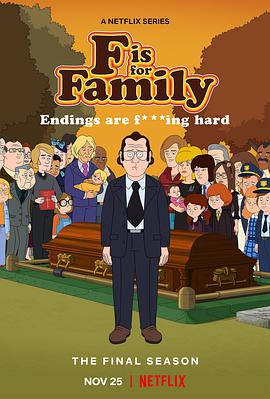 A NETFLIX SERIES
F is
for
Family
Endings are f***ing hard
THE FINAL SEASON
NOV 25 | NETFLIX